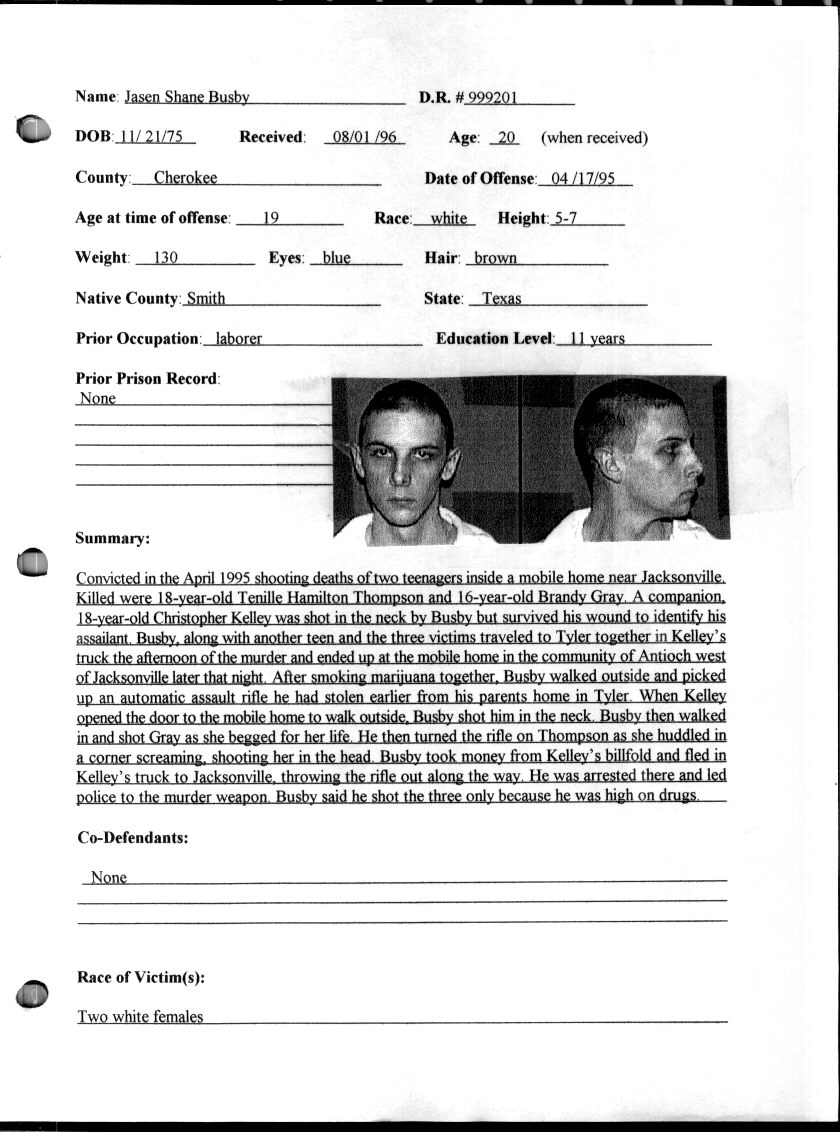 Name: Jasen Shane Busby D.R. # 999201
DOB: 11/ 21/75 Received: 08/01 /96 Age: 20 (when received)
County: Cherokee Date of Offense: 04 /17/95
Age at time of offense: 19 Race: white Height: 5-7
Weight: 130 Eyes: blue Hair: brown
Native County: Smith State: Texas
Prior Occupation: laborer Education Level: 11 years
Prior Prison Record:
None
Summary:
Convicted in the April 1995 shooting deaths of two teenagers inside a mobile home near Jacksonville.
Killed were 18-year-old Tenille Hamilton Thompson and 16-year-old Brandy Gray. A companion,
18-year-old Christopher Kelley was shot in the neck by Busby but survived his wound to identify his
assailant. Busby, along with another teen and the three victims traveled to Tyler together in Kelley's
truck the afternoon of the murder and ended up at the mobile home in the community of Antioch west
of Jacksonville later that night. After smoking marijuana together, Busby walked outside and picked
up an automatic assault rifle he had stolen earlier from his parents home in Tyler. When Kelley
opened the door to the mobile home to walk outside, Busby shot him in the neck. Busby then walked
in and shot Gray as she begged for her life. He then turned the rifle on Thompson as she huddled in
a corner screaming, shooting her in the head. Busby took money from Kelley's billfold and fled in
Kelley's truck to Jacksonville, throwing the rifle out along the way. He was arrested there and led
police to the murder weapon. Busby said he shot the three only because he was high on drugs.
Co-Defendants:
None
Race of Victim(s):
Two white females